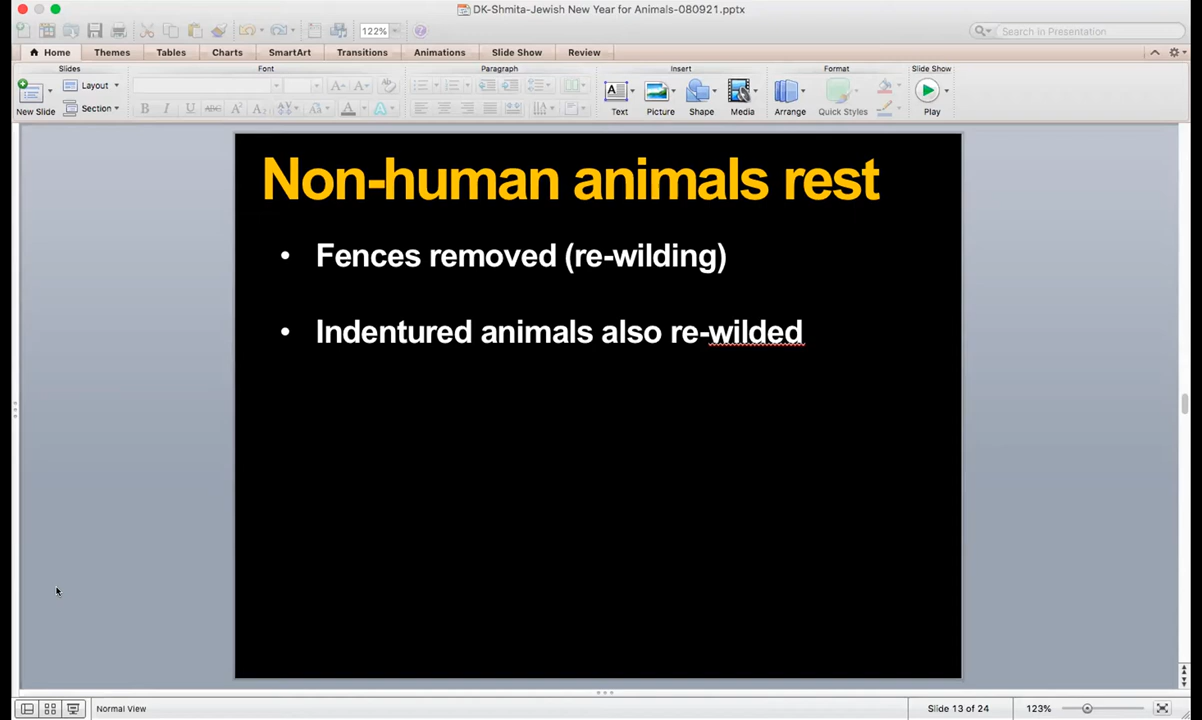 DK-Shmita-Jewish New Year for Animals-080921.pptx
122%
Search In Presentation
Home Themes Tables Charts SmartArt Transitions Animations Slide Show Review
Slides Font Paragraph Insert Format Slide Show
Layout
Section
New Slide
B I U ABC A A
Text Picture Shape Media Arrange Quick Styles Play
Non-human animals rest
• Fences removed (re-wilding)
• Indentured animals also re-wilded
Normal View Slide 13 of 24 123%